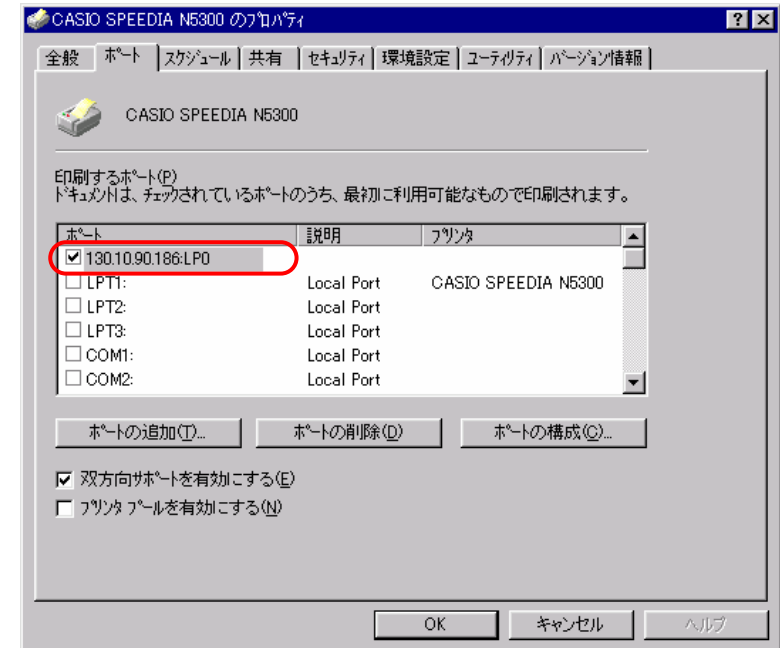 CASIO SPEEDIA N5300 のプロパティ
全般 ポート スケジュール 共有 セキュリティ 環境設定 ユーティリティ バージョン情報
CASIO SPEEDIA N5300
印刷するポート(P)
ドキュメントは、チェックされているポートのうち、最初に利用可能なもので印刷されます。
ポート 説明 プリンタ
130.10.90.186:LP0
LPT1: Local Port CASIO SPEEDIA N5300
LPT2: Local Port
LPT3: Local Port
COM1: Local Port
COM2: Local Port
ポートの追加(T)... ポートの削除(D) ポートの構成(C)...
双方向サポートを有効にする(E)
プリンタ プールを有効にする(N)
OK キャンセル ヘルプ